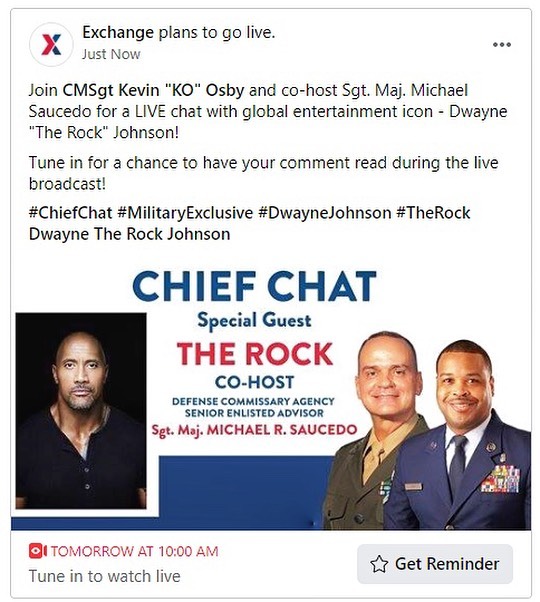 Exchange plans to go live.
Just Now
Join CMSgt Kevin "KO" Osby and co-host Sgt. Maj. Michael
Saucedo for a LIVE chat with global entertainment icon - Dwayne
"The Rock" Johnson!
Tune in for a chance to have your comment read during the live
broadcast!
#ChiefChat #MilitaryExclusive #DwayneJohnson #TheRock
Dwayne The Rock Johnson
CHIEF CHAT
Special Guest
THE ROCK
CO-HOST
DEFENSE COMMISSARY AGENCY
SENIOR ENLISTED ADVISOR
Sgt. Maj. MICHAEL R. SAUCEDO
TOMORROW AT 10:00 AM
Tune in to watch live
Get Reminder